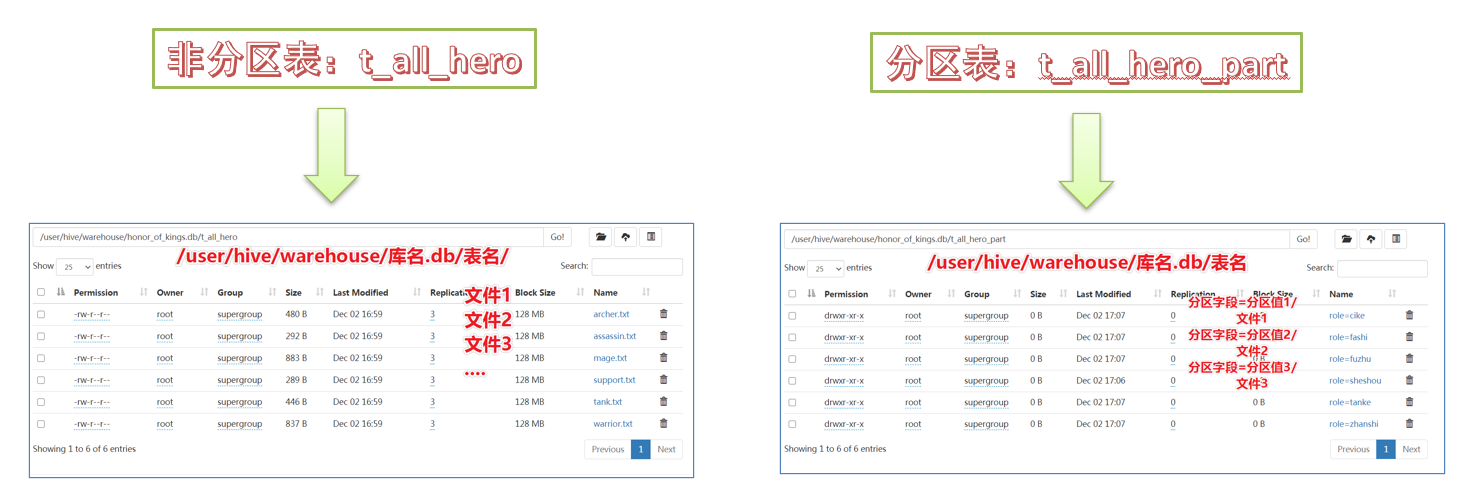 非分区表：t_all_hero
/user/hive/warehouse/honor_of_kings.db/t_all_hero Go!
/user/hive/warehouse/库名.db/表名/
Show 25 entries Search:
Permission Owner Group Size Last Modified Replication Block Size Name
文件1
-rw-r--r-- root supergroup 480 B Dec 02 16:59 3 128 MB archer.txt
文件2
-rw-r--r-- root supergroup 292 B Dec 02 16:59 3 128 MB assassin.txt
文件3
-rw-r--r-- root supergroup 883 B Dec 02 16:59 3 128 MB mage.txt
....
-rw-r--r-- root supergroup 289 B Dec 02 16:59 3 128 MB support.txt
-rw-r--r-- root supergroup 446 B Dec 02 16:59 3 128 MB tank.txt
-rw-r--r-- root supergroup 837 B Dec 02 16:59 3 128 MB warrior.txt
Showing 1 to 6 of 6 entries Previous 1 Next
分区表：t_all_hero_part
/user/hive/warehouse/honor_of_kings.db/t_all_hero_part Go!
/user/hive/warehouse/库名.db/表名
Show 25 entries Search:
Permission Owner Group Size Last Modified Replication Block Size Name
分区字段=分区值1/
文件1
drwxr-xr-x root supergroup 0 B Dec 02 17:07 0 role=cike
分区字段=分区值2/
文件2
drwxr-xr-x root supergroup 0 B Dec 02 17:07 0 role=fashi
分区字段=分区值3/
文件3
drwxr-xr-x root supergroup 0 B Dec 02 17:07 0 0 B role=fuzhu
drwxr-xr-x root supergroup 0 B Dec 02 17:06 0 role=sheshou
drwxr-xr-x root supergroup 0 B Dec 02 17:07 0 0 B role=tanke
drwxr-xr-x root supergroup 0 B Dec 02 17:07 0 0 B role=zhanshi
Showing 1 to 6 of 6 entries Previous 1 Next